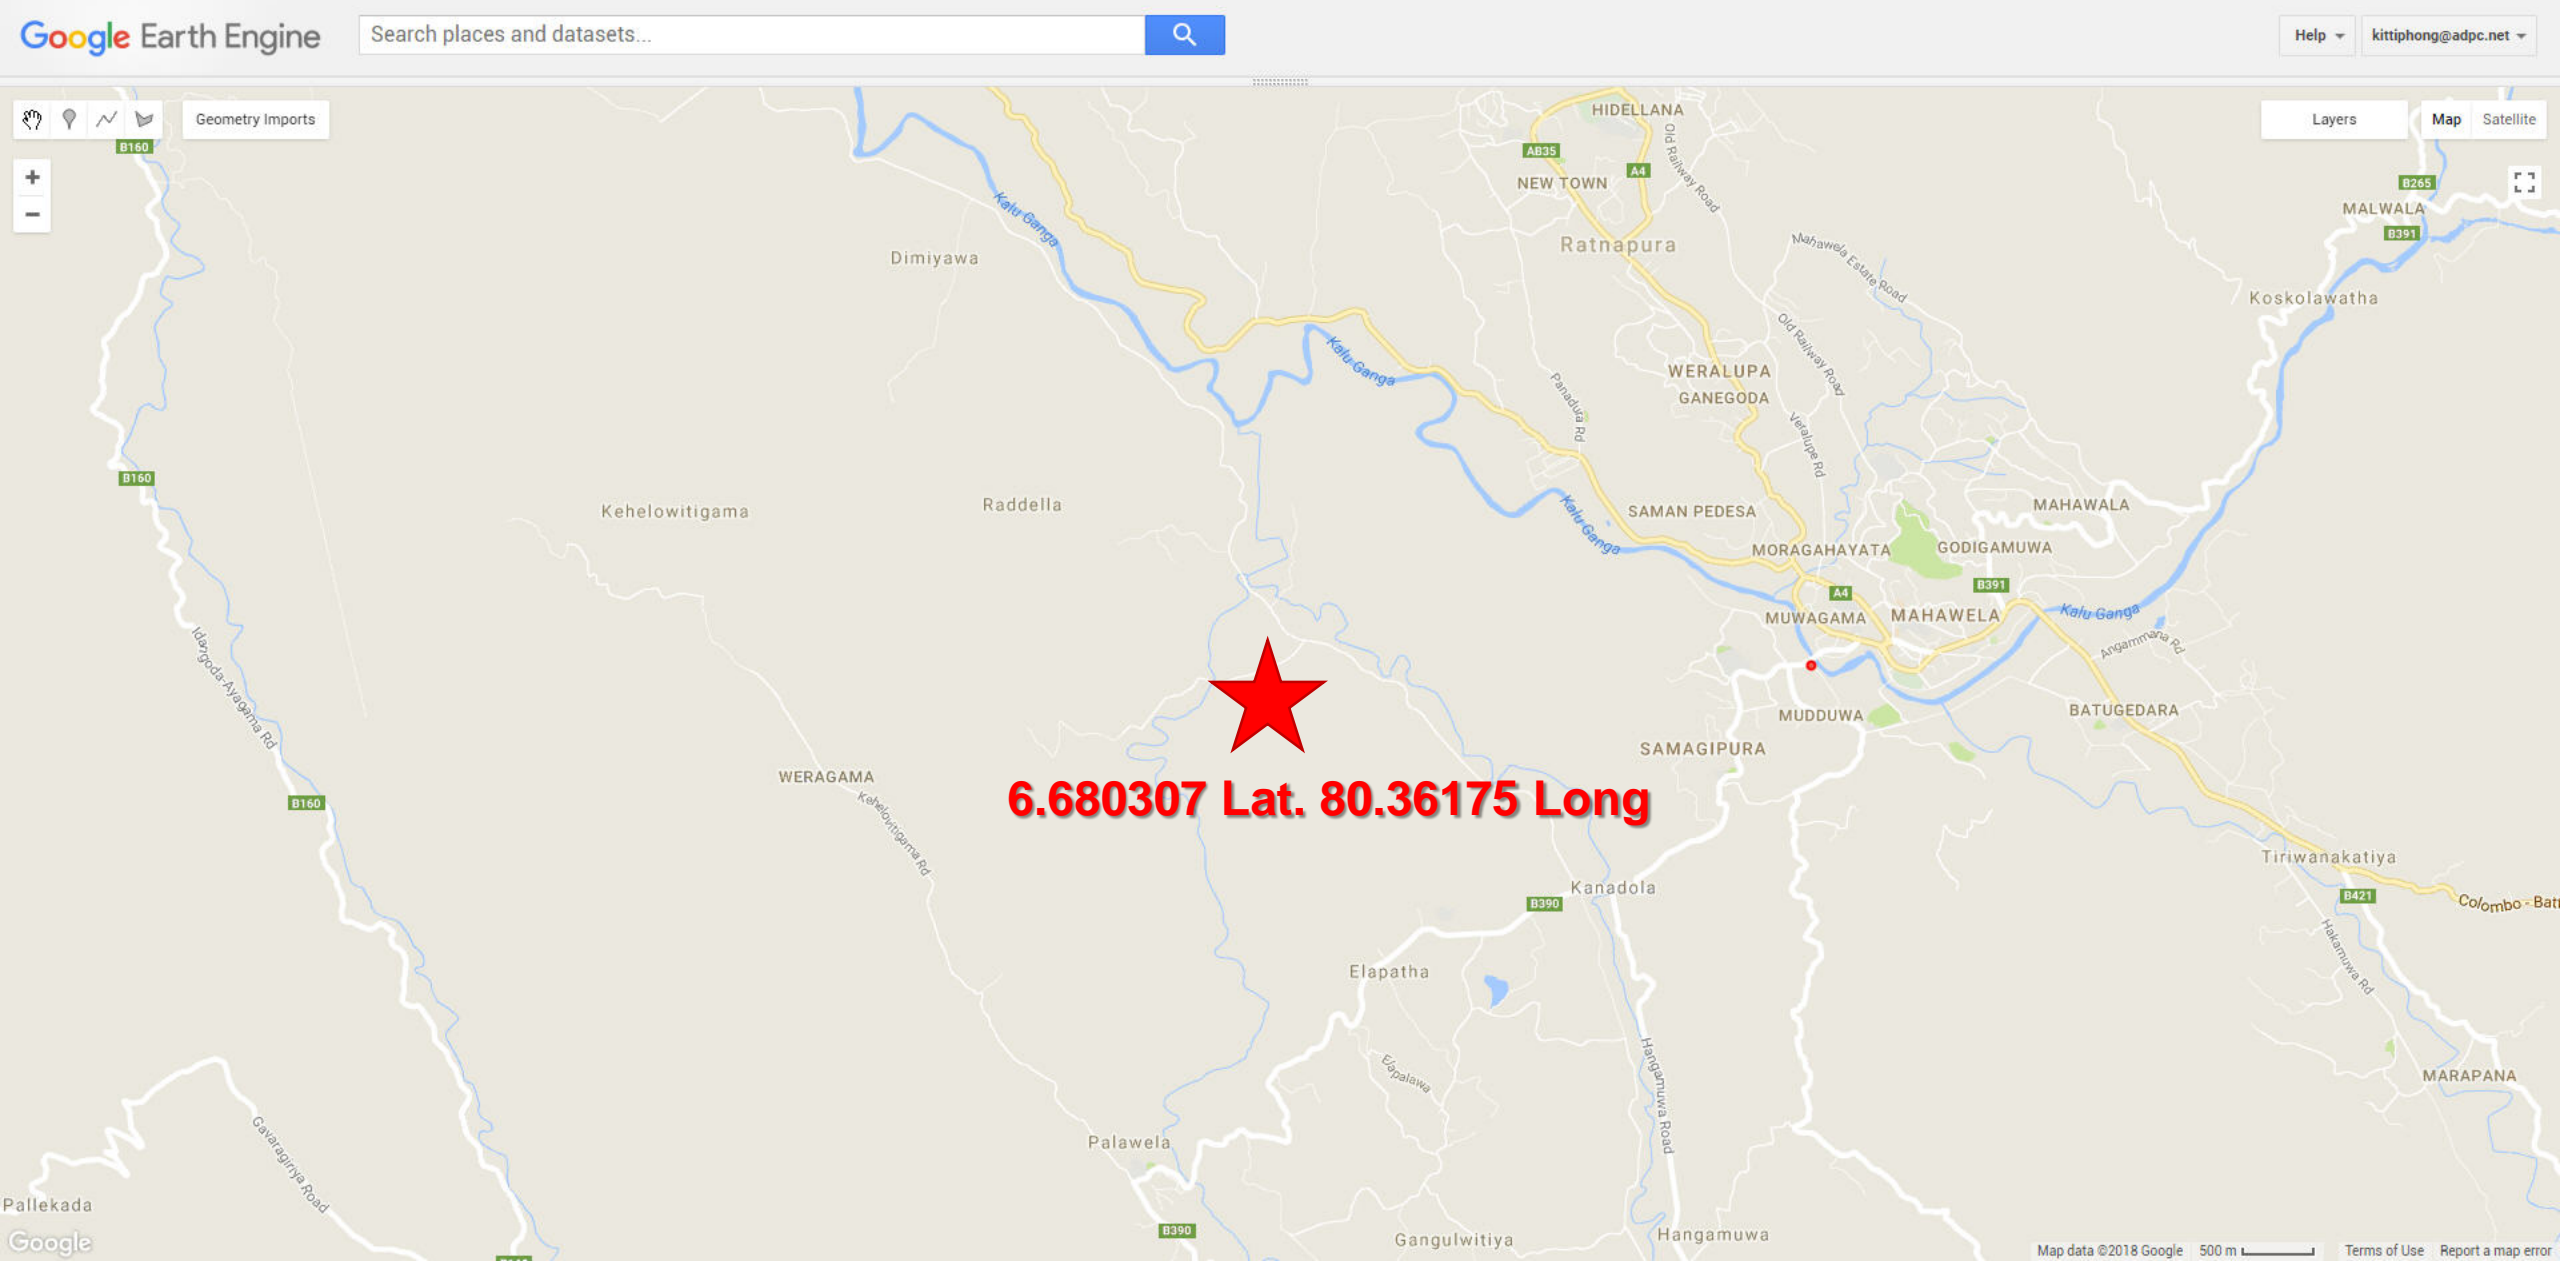 Google Earth Engine
Search places and datasets...
Help
kittiphong@adpc.net
Geometry Imports
Layers
Map
Satellite
HIDELLANA
B160
AB35
Old Railway Road
A4
NEW TOWN
B265
MALWALA
B391
Kalu Ganga
Ratnapura
Mahawela Estate Road
Dimiyawa
Koskolawatha
Old Railway Road
Kalu Ganga
WERALUPA
Panadura Rd
GANEGODA
Veralupe Rd
B160
Kehelowitigama
Raddella
Kalu Ganga
SAMAN PEDESA
MAHAWALA
MORAGAHAYATA
GODIGAMUWA
B391
A4
MUWAGAMA
MAHAWELA
Kalu Ganga
Angammana Rd
Idangoda-Ayagama Rd
MUDDUWA
BATUGEDARA
SAMAGIPURA
WERAGAMA
6.680307 Lat. 80.36175 Long
B160
Kehelovitigama Rd
Tiriwanakatiya
Kanadola
B390
B421
Colombo - Batt
Hakamuwa Rd
Elapatha
Elapalawa
Hangamuwa Road
MARAPANA
Gavaragiriya Road
Palawela
Pallekada
B390
Gangulwitiya
Hangamuwa
Google
Map data ©2018 Google
500 m
Terms of Use
Report a map error